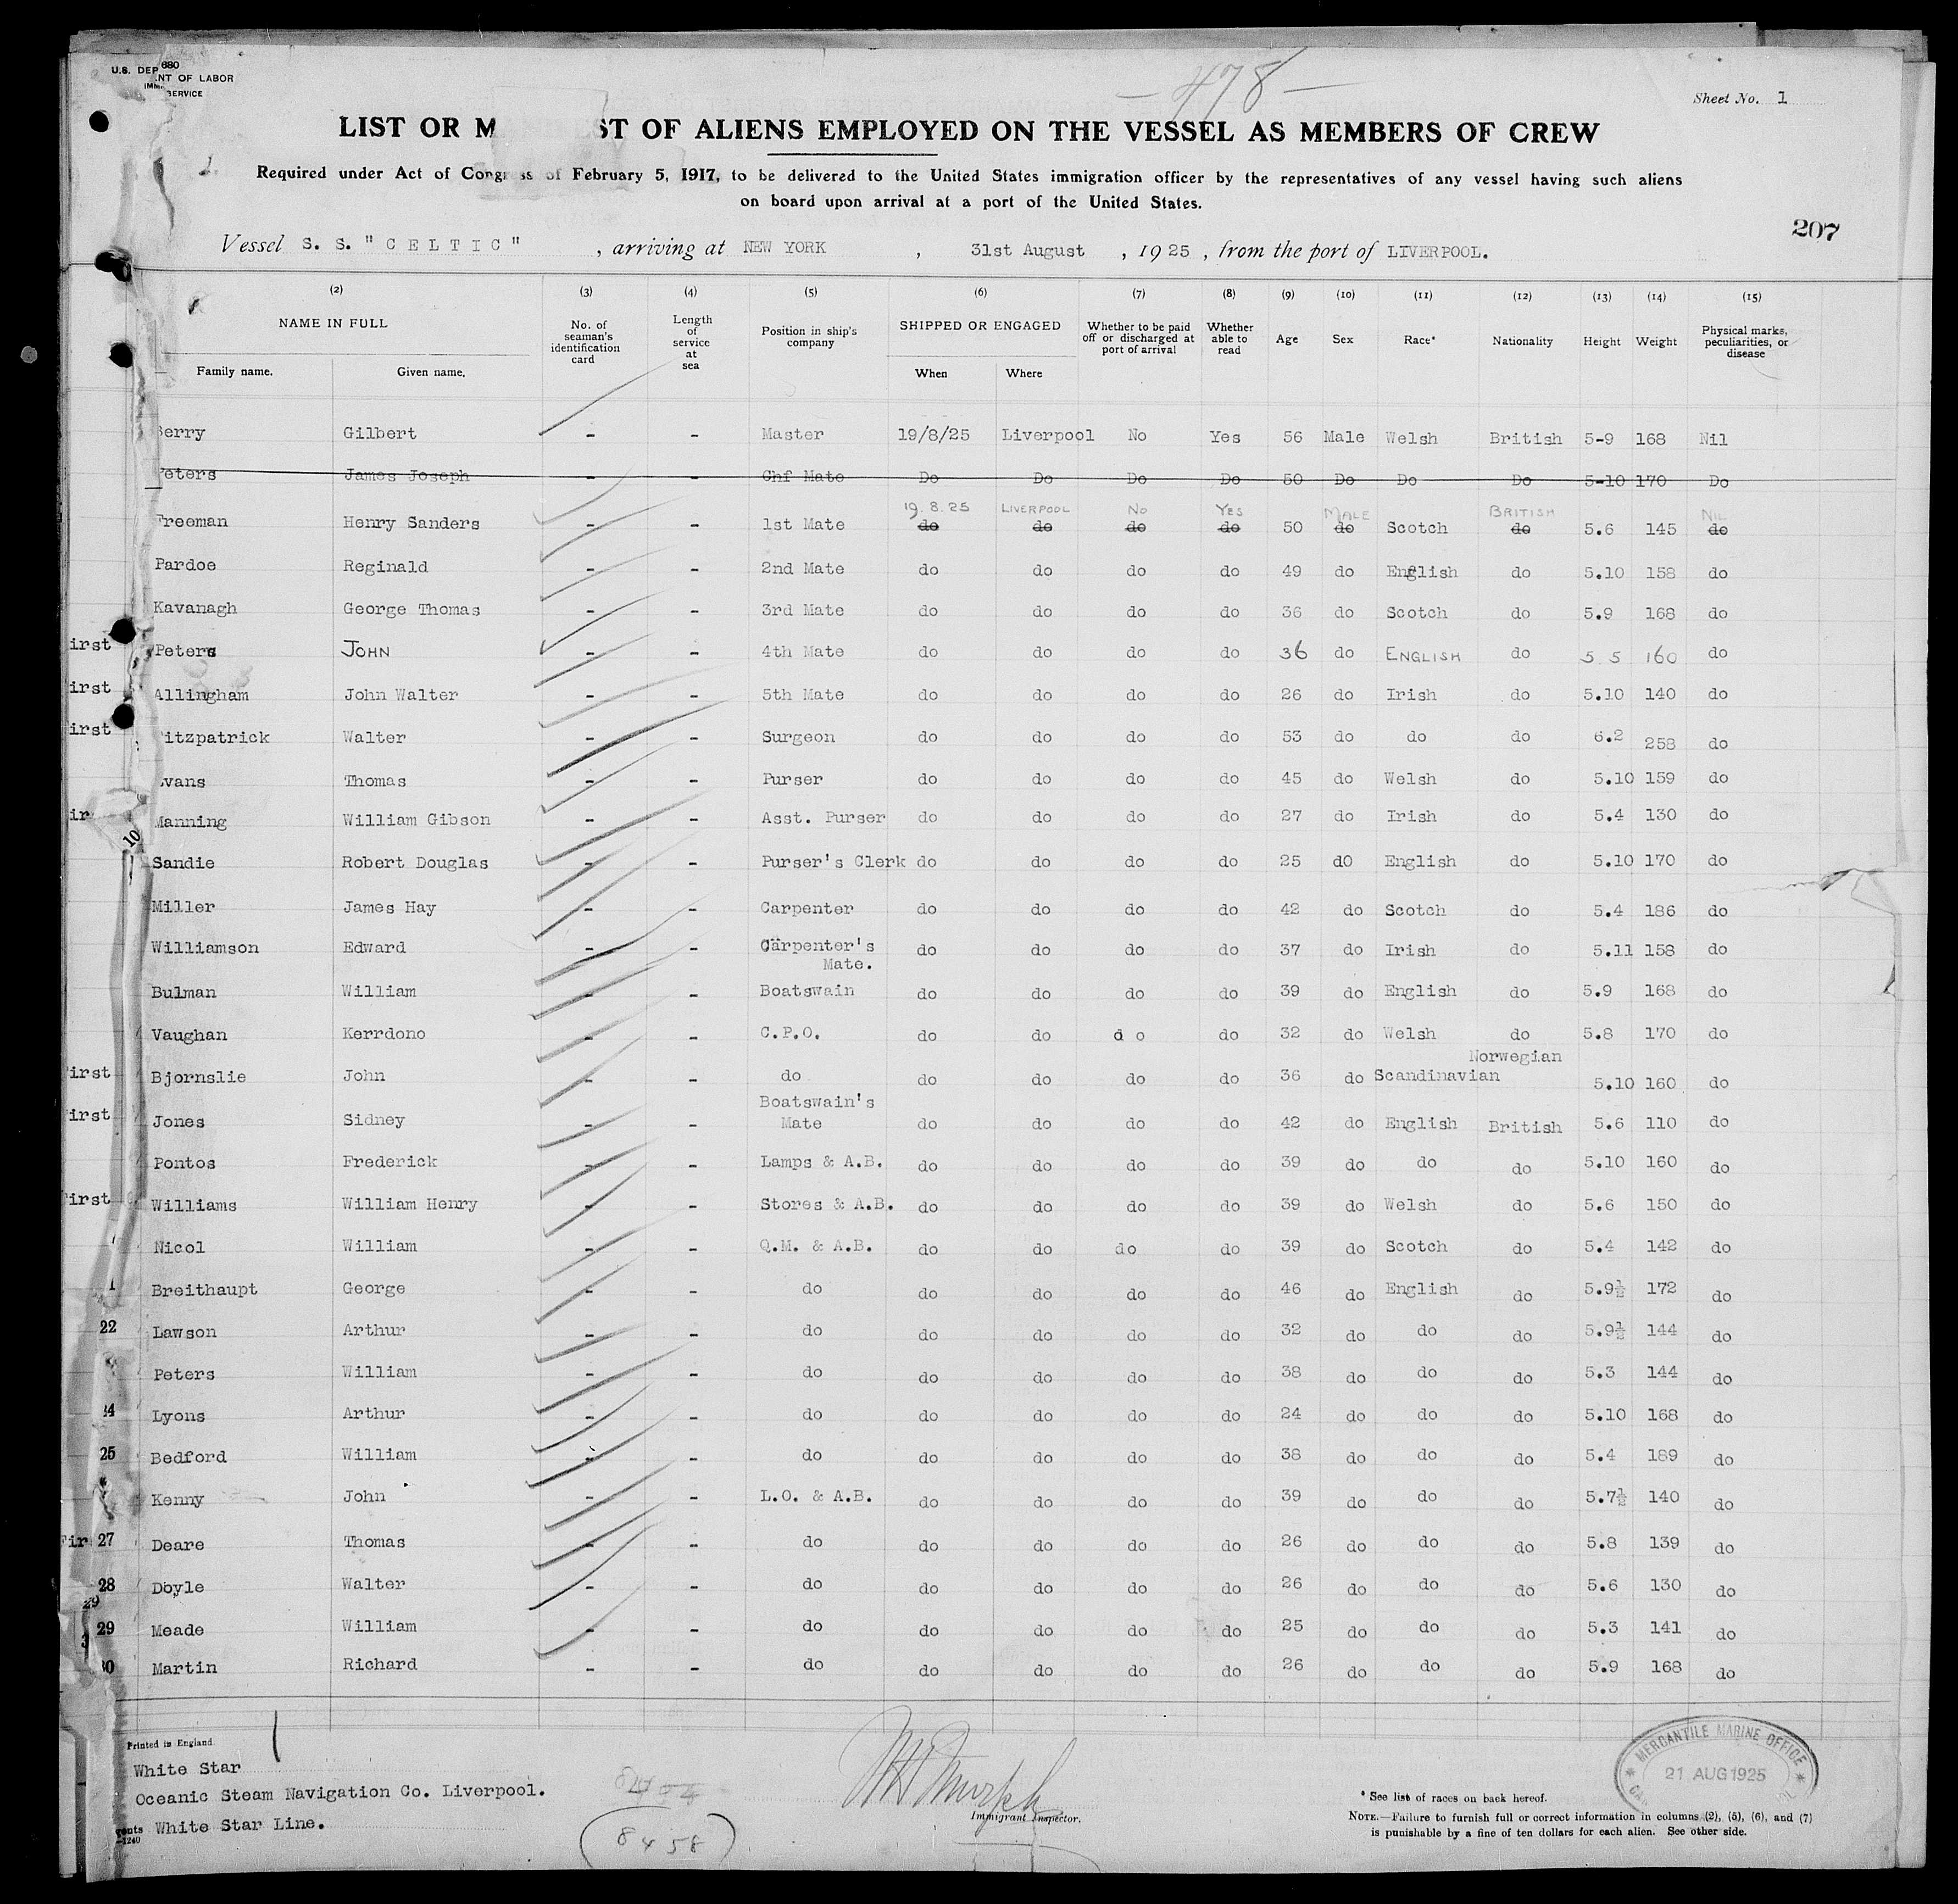 680
U.S. DEP
NT OF LABOR
IMM
SERVICE
- 478 -
Sheet No. 1
LIST OR M ST OF ALIENS EMPLOYED ON THE VESSEL AS MEMBERS OF CREW
Required under Act of Congress of February 5, 1917, to be delivered to the United States immigration officer by the representatives of any vessel having such aliens
on board upon arrival at a port of the United States.
207
Vessel S. S. "CELTIC" , arriving at NEW YORK , 31st August , 1925 , from the port of LIVERPOOL.
(2) (3) (4) (5) (6) (7) (8) (9) (10) (11) (12) (13) (14) (15)
NAME IN FULL No. of seaman's identification card Length of service at sea Position in ship's company SHIPPED OR ENGAGED Whether to be paid off or discharged at port of arrival Whether able to read Age Sex Race* Nationality Height Weight Physical marks, peculiarities, or disease
Family name. Given name. When Where
Berry Gilbert - - Master 19/8/25 Liverpool No Yes 56 Male Welsh British 5-9 168 Nil
Peters James Joseph - - Chf Mate Do Do Do Do 50 Do Do Do 5-10 170 Do
19.8.25 LIVERPOOL No YES MALE BRITISH NIL
Freeman Henry Sanders - - 1st Mate do do do do 50 do Scotch do 5.6 145 do
Pardoe Reginald - - 2nd Mate do do do do 49 do English do 5.10 158 do
Kavanagh George Thomas - - 3rd Mate do do do do 36 do Scotch do 5.9 168 do
irst Peters JOHN - - 4th Mate do do do do 36 do ENGLISH do 5 5 160 do
irst Allingham John Walter - - 5th Mate do do do do 26 do Irish do 5.10 140 do
irst itzpatrick Walter - - Surgeon do do do do 53 do do do 6.2 258 do
vans Thomas - - Purser do do do do 45 do Welsh do 5.10 159 do
ir Manning William Gibson - - Asst. Purser do do do do 27 do Irish do 5.4 130 do
10 Sandie Robert Douglas - - Purser's Clerk do do do do 25 dO English do 5.10 170 do
Miller James Hay - - Carpenter do do do do 42 do Scotch do 5.4 186 do
Williamson Edward - - Carpenter's Mate. do do do do 37 do Irish do 5.11 158 do
Bulman William - - Boatswain do do do do 39 do English do 5.9 168 do
Vaughan Kerrdono - - C.P.O. do do d o do 32 do Welsh do 5.8 170 do
irst Bjornslie John - - do do do do do 36 do Scandinavian Norwegian 5.10 160 do
irst Jones Sidney - - Boatswain's Mate do do do do 42 do English British 5.6 110 do
Pontos Frederick - - Lamps & A.B. do do do do 39 do do do 5.10 160 do
irst Williams William Henry - - Stores & A.B. do do do do 39 do Welsh do 5.6 150 do
Nicol William - - Q.M. & A.B. do do do do 39 do Scotch do 5.4 142 do
1 Breithaupt George - - do do do do do 46 do English do 5.9½ 172 do
22 Lawson Arthur - - do do do do do 32 do do do 5.9½ 144 do
Peters William - - do do do do do 38 do do do 5.3 144 do
24 Lyons Arthur - - do do do do do 24 do do do 5.10 168 do
25 Bedford William - - do do do do do 38 do do do 5.4 189 do
Kenny John - - L.O. & A.B. do do do do 39 do do do 5.7½ 140 do
Fir 27 Deare Thomas - - do do do do do 26 do do do 5.8 139 do
28 Doyle Walter - - do do do do do 26 do do do 5.6 130 do
29
29 Meade William - - do do do do do 25 do do do 5.3 141 do
30 Martin Richard - - do do do do do 26 do do do 5.9 168 do
Printed in England
White Star
Oceanic Steam Navigation Co. Liverpool.
gents White Star Line.
-1240
(8458)
Immigrant Inspector.
MERCANTILE MARINE OFFICE
21 AUG 1925
* See list of races on back hereof.
NOTE.—Failure to furnish full or correct information in columns (2), (5), (6), and (7)
is punishable by a fine of ten dollars for each alien. See other side.